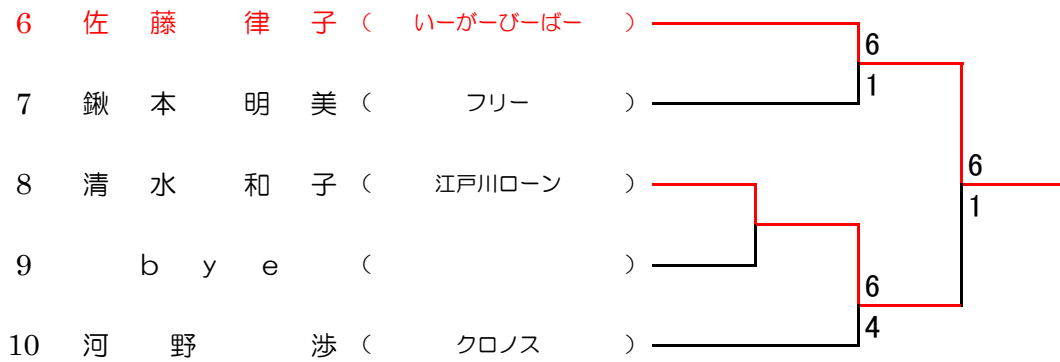 6 佐藤 律子 ( いーがーびーばー )
6
1
7 鍬本 明美 ( フリー )
6
1
8 清水 和子 ( 江戸川ローン )
9 bye ( )
6
4
10 河野 渉 ( クロノス )